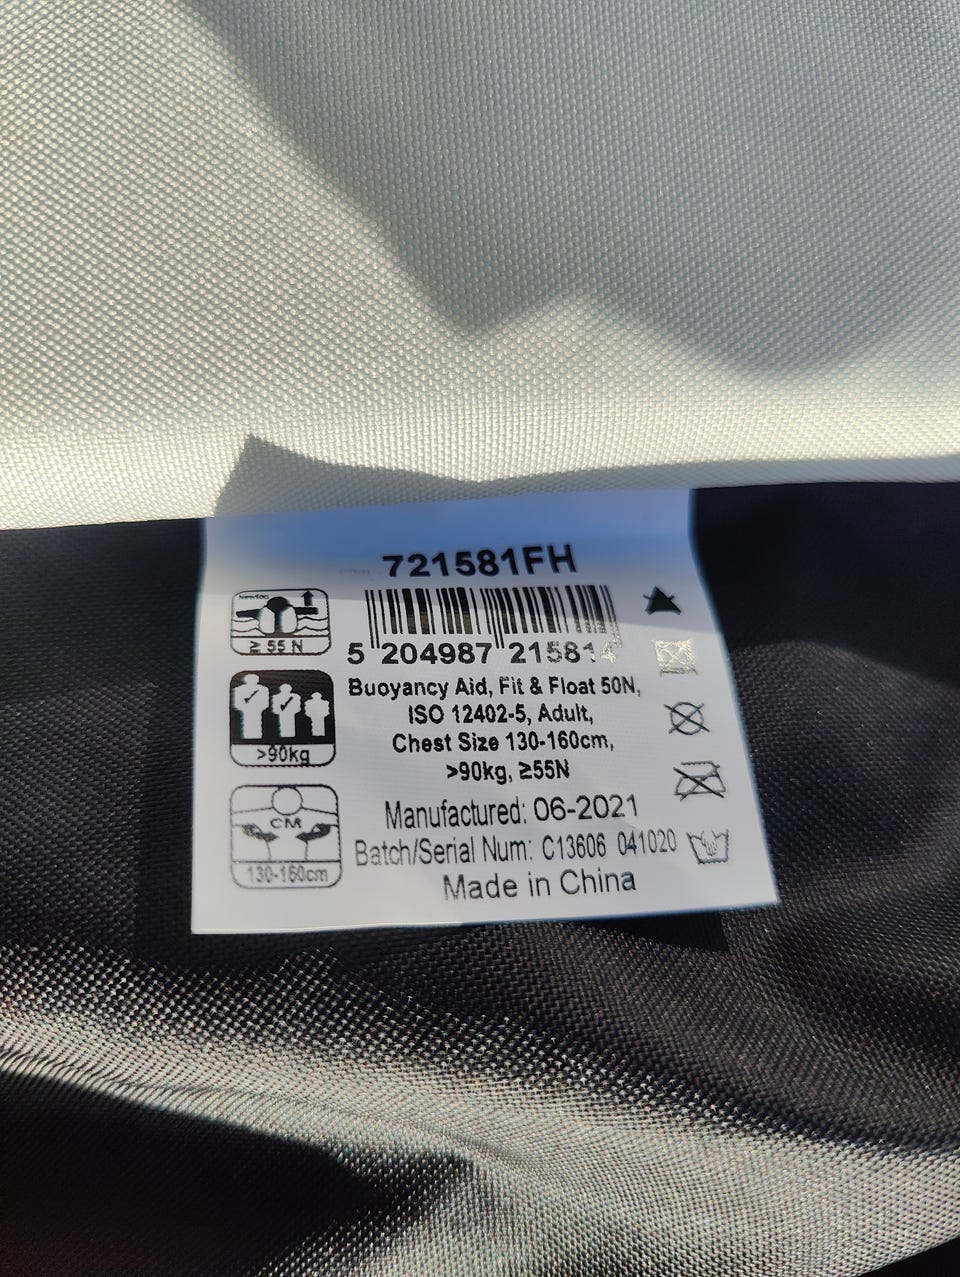 721581FH
5 204987 215814
Buoyancy Aid, Fit & Float 50N,
ISO 12402-5, Adult,
Chest Size 130-160cm,
>90kg, ≥55N
Manufactured: 06-2021
Batch/Serial Num: C13606 041020
Made in China
Newton
≥ 55 N
>90kg
CM
130-160cm